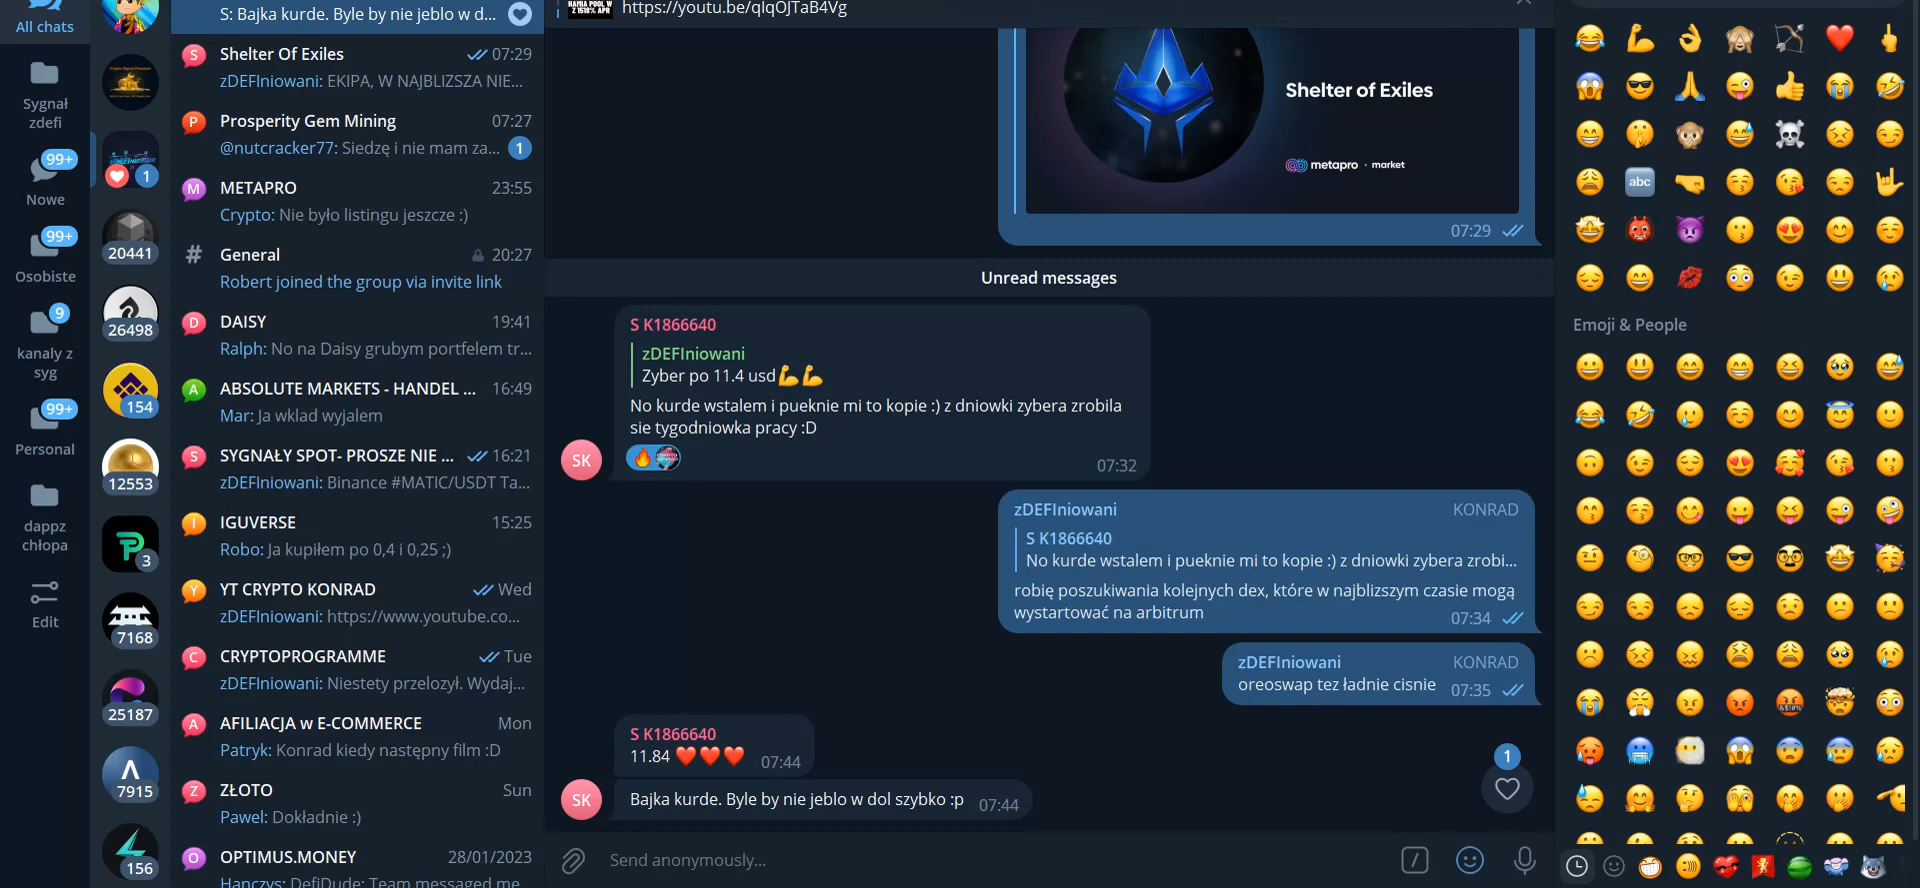 All chats
Sygnał
zdefi
99+
Nowe
99+
Osobiste
9
kanaly z
syg
99+
Personal
dappz
chłopa
Edit
1
20441
26498
154
12553
3
7168
25187
7915
156
S: Bajka kurde. Byle by nie jeblo w d...
S
Shelter Of Exiles
07:29
zDEFIniowani: EKIPA, W NAJBLIZSZA NIE...
P
Prosperity Gem Mining
07:27
@nutcracker77: Siedzę i nie mam za...
1
M
METAPRO
23:55
Crypto: Nie było listingu jeszcze :)
#
General
20:27
Robert joined the group via invite link
D
DAISY
19:41
Ralph: No na Daisy grubym portfelem tr...
A
ABSOLUTE MARKETS - HANDEL ...
16:49
Mar: Ja wklad wyjalem
S
SYGNAŁY SPOT- PROSZE NIE ...
16:21
zDEFIniowani: Binance #MATIC/USDT Ta...
I
IGUVERSE
15:25
Robo: Ja kupiłem po 0,4 i 0,25 ;)
Y
YT CRYPTO KONRAD
Wed
zDEFIniowani: https://www.youtube.co...
C
CRYPTOPROGRAMME
Tue
zDEFIniowani: Niestety przelozył. Wydaj...
A
AFILIACJA w E-COMMERCE
Mon
Patryk: Konrad kiedy następny film :D
Z
ZŁOTO
Sun
Pawel: Dokładnie :)
O
OPTIMUS.MONEY
28/01/2023
Hanczys: DefiDude: Team messaged me
HAMIA POOL W
Z 1518% APR
https://youtu.be/qlqOJTaB4Vg
Shelter of Exiles
metapro · market
07:29
Unread messages
S K1866640
zDEFIniowani
Zyber po 11.4 usd💪💪
No kurde wstalem i pueknie mi to kopie :) z dniowki zybera zrobila
sie tygodniowka pracy :D
07:32
SK
zDEFIniowani
KONRAD
S K1866640
No kurde wstalem i pueknie mi to kopie :) z dniowki zybera zrobi...
robię poszukiwania kolejnych dex, które w najblizszym czasie mogą
wystartować na arbitrum
07:34
zDEFIniowani
KONRAD
oreoswap tez ładnie cisnie
07:35
S K1866640
11.84 ❤️❤️❤️
07:44
SK
Bajka kurde. Byle by nie jeblo w dol szybko :p
07:44
1
Send anonymously...
/
abc
Emoji & People